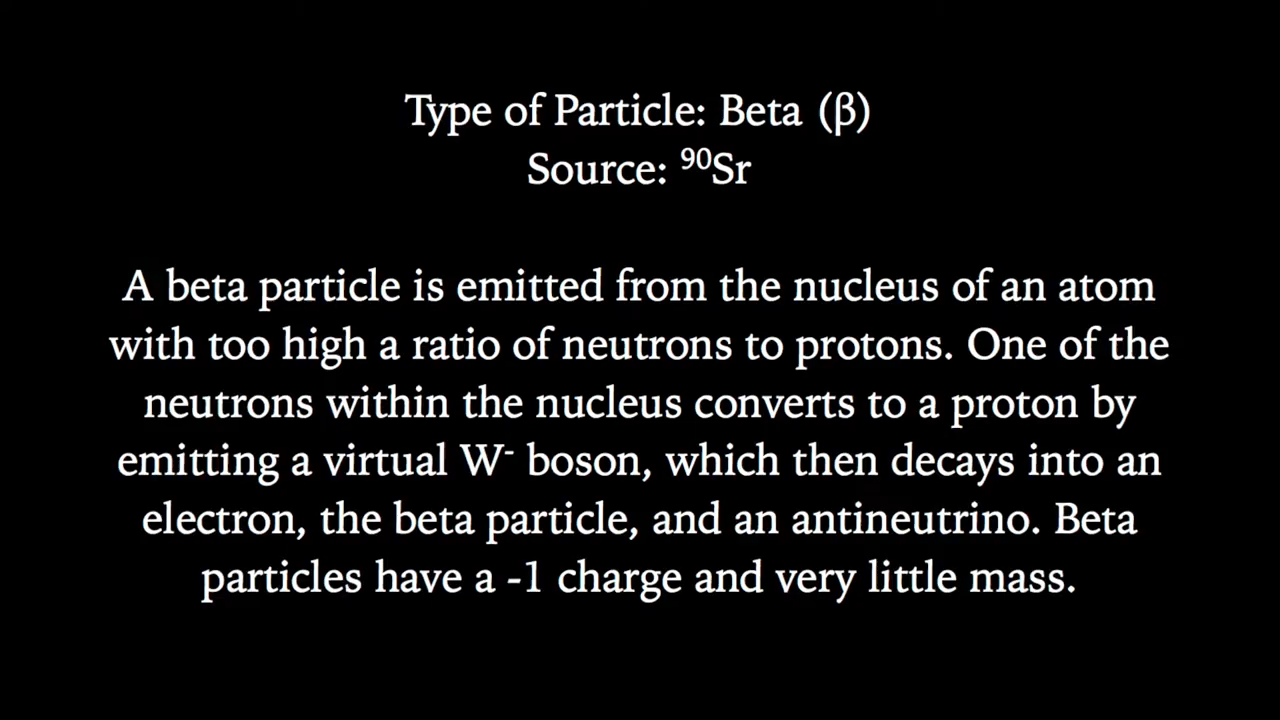 Type of Particle: Beta (β)
Source: ⁹⁰Sr
A beta particle is emitted from the nucleus of an atom
with too high a ratio of neutrons to protons. One of the
neutrons within the nucleus converts to a proton by
emitting a virtual W⁻ boson, which then decays into an
electron, the beta particle, and an antineutrino. Beta
particles have a -1 charge and very little mass.